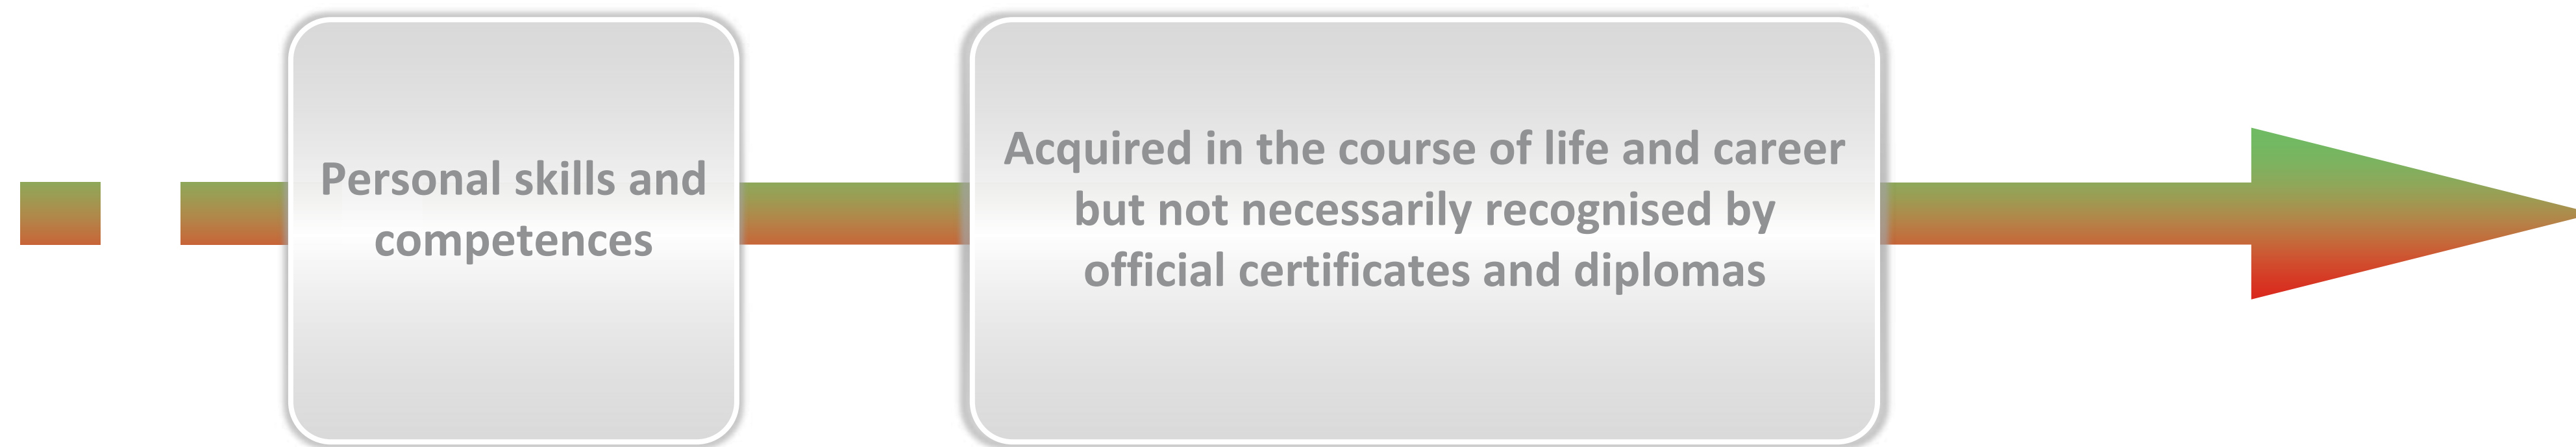 Personal skills and
competences
Acquired in the course of life and career
but not necessarily recognised by
official certificates and diplomas